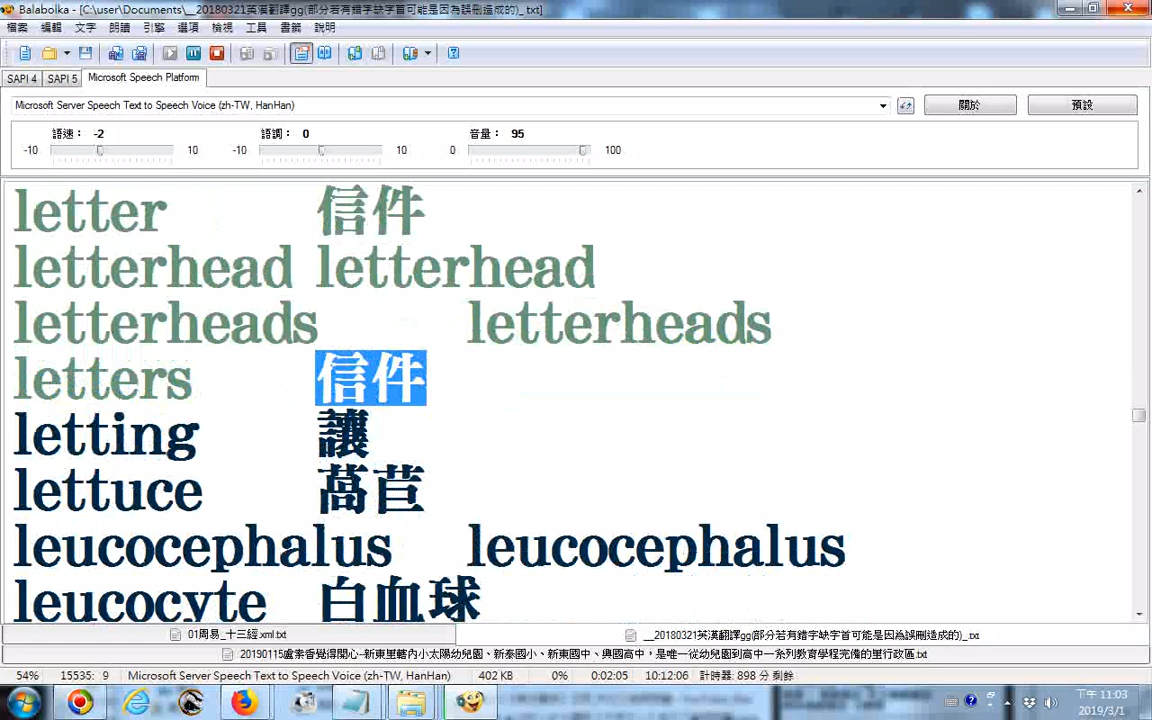 Balabolka - [C:\user\Documents\__20180321英漢翻譯gg(部分若有錯字缺字首可能是因為誤刪造成的)_.txt]
檔案 編輯 文字 朗讀 引擎 選項 檢視 工具 書籤 說明
SAPI 4 SAPI 5 Microsoft Speech Platform
Microsoft Server Speech Text to Speech Voice (zh-TW, HanHan) 關於 預設
語速： -2 語調： 0 音量： 95
-10 10 -10 10 0 100
letter 信件
letterhead letterhead
letterheads letterheads
letters 信件
letting 讓
lettuce 萵苣
leucocephalus leucocephalus
leucocyte 白血球
01周易_十三經.xml.txt __20180321英漢翻譯gg(部分若有錯字缺字首可能是因為誤刪造成的)_.txt
20190115盧素香覺得開心-新東里轄內小太陽幼兒園、新泰國小、新東國中、興國高中，是唯一從幼兒園到高中一系列教育學程完備的里行政區.txt
54% 15535: 9 Microsoft Server Speech Text to Speech Voice (zh-TW, HanHan) 402 KB 0% 0:02:05 10:12:06 計時器: 898 分 剩餘
下午 11:03
2019/3/1